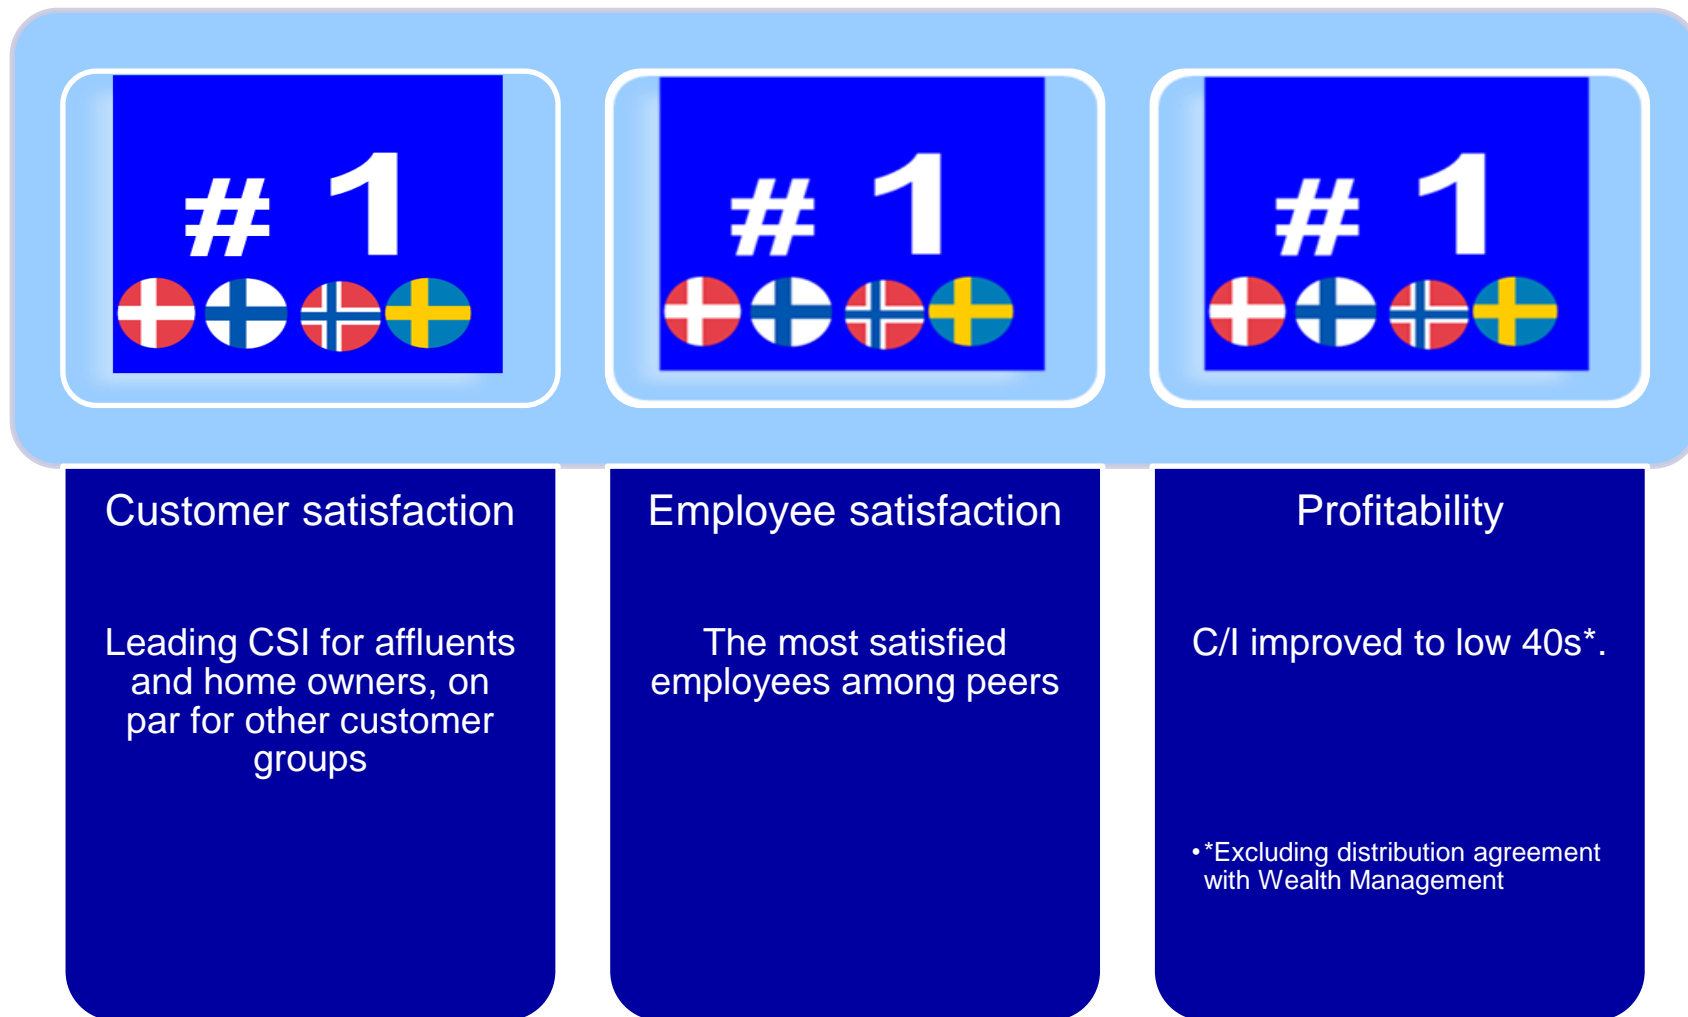 # 1
# 1
# 1
Customer satisfaction
Leading CSI for affluents
and home owners, on
par for other customer
groups
Employee satisfaction
The most satisfied
employees among peers
Profitability
C/I improved to low 40s*.
•*Excluding distribution agreement
with Wealth Management